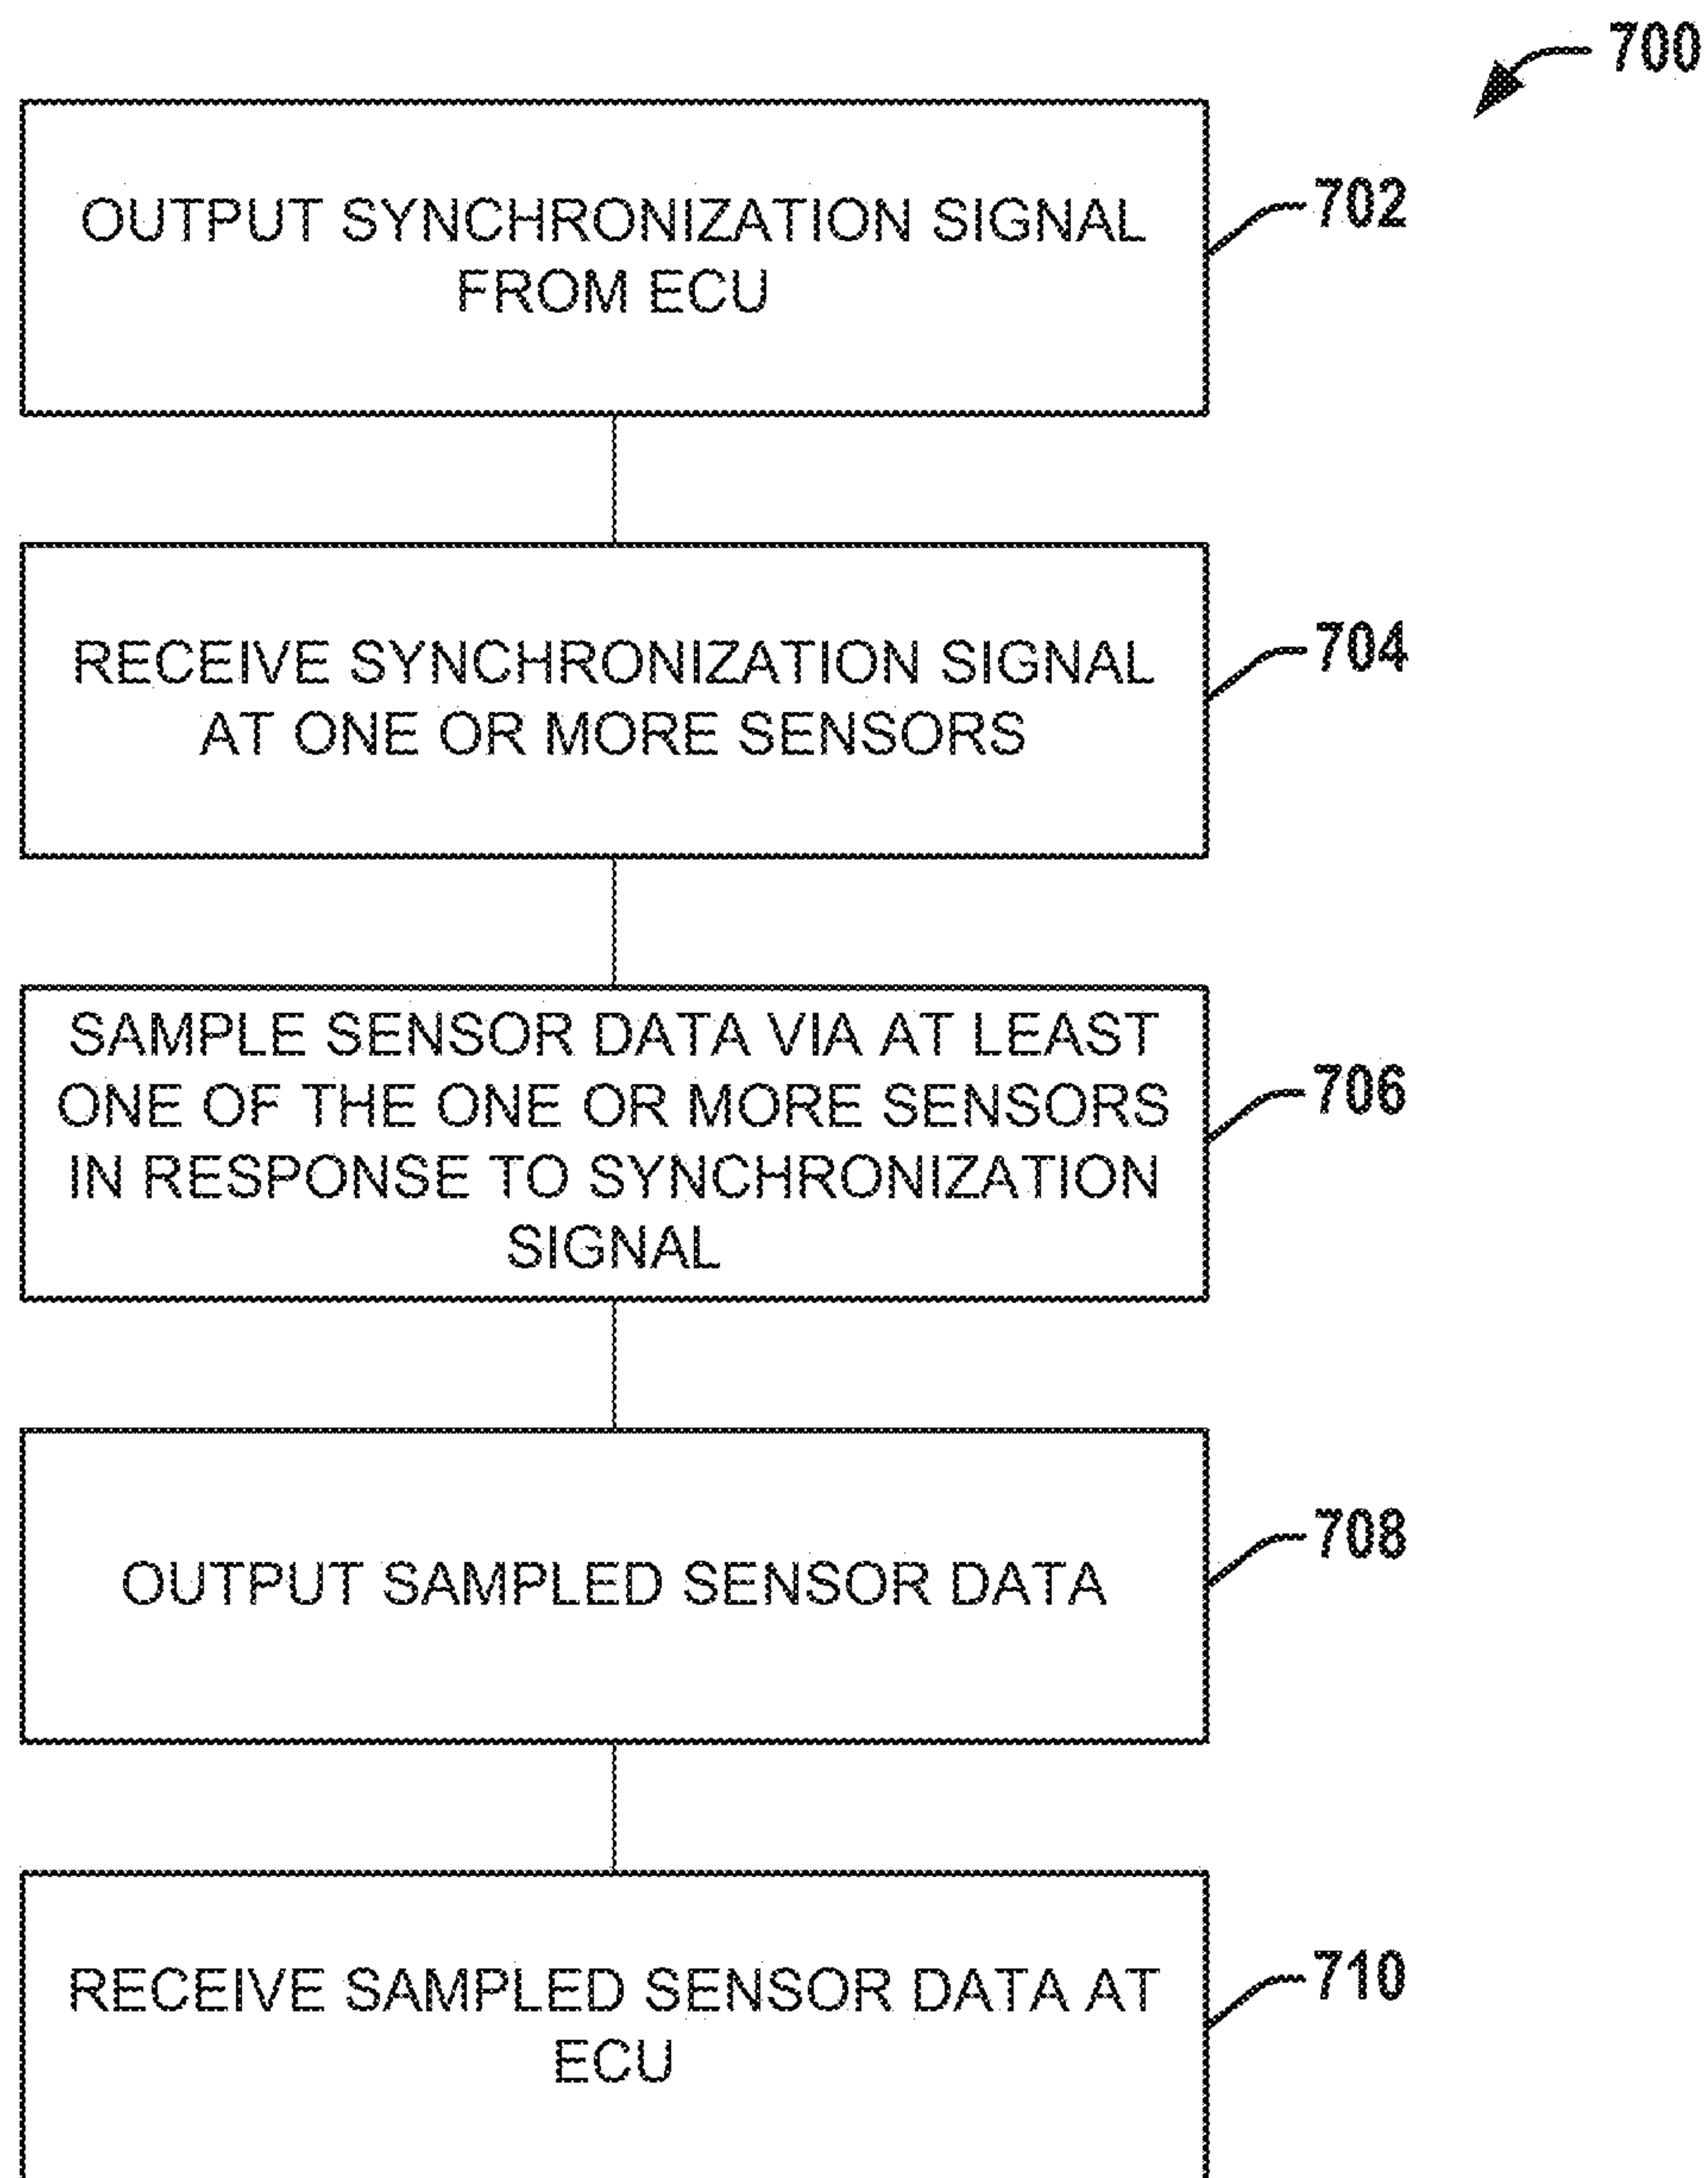 700
OUTPUT SYNCHRONIZATION SIGNAL
FROM ECU
702
RECEIVE SYNCHRONIZATION SIGNAL
AT ONE OR MORE SENSORS
704
SAMPLE SENSOR DATA VIA AT LEAST
ONE OF THE ONE OR MORE SENSORS
IN RESPONSE TO SYNCHRONIZATION
SIGNAL
706
OUTPUT SAMPLED SENSOR DATA
708
RECEIVE SAMPLED SENSOR DATA AT
ECU
710